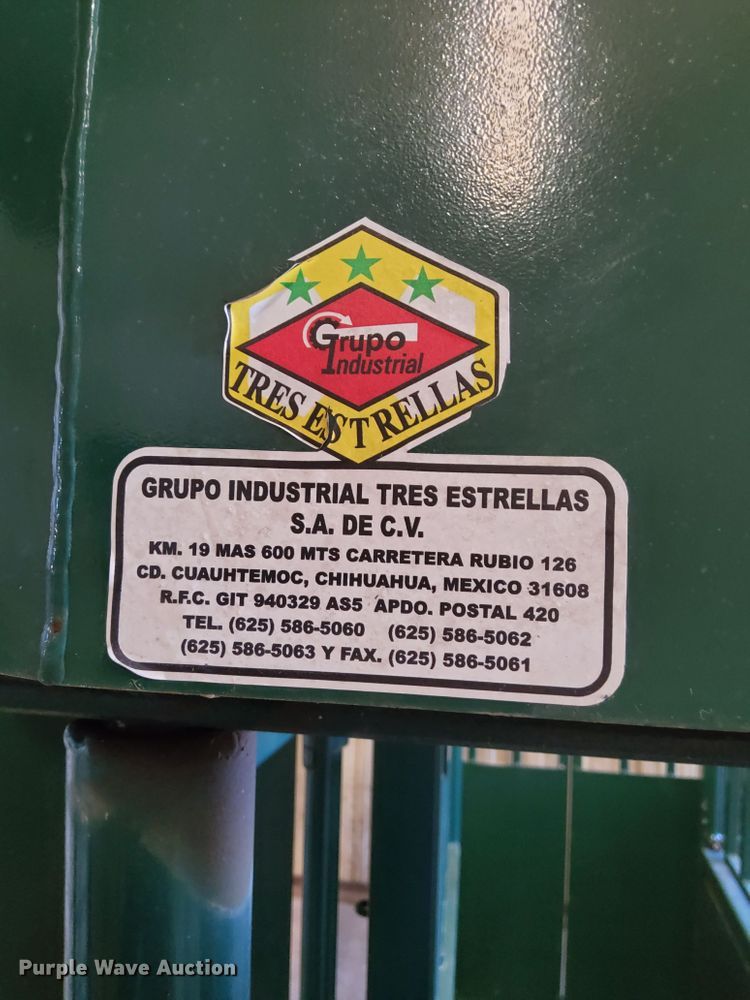 Grupo
Industrial
TRES ESTRELLAS
GRUPO INDUSTRIAL TRES ESTRELLAS
S.A. DE C.V.
KM. 19 MAS 600 MTS CARRETERA RUBIO 126
CD. CUAUHTEMOC, CHIHUAHUA, MEXICO 31608
R.F.C. GIT 940329 AS5 APDO. POSTAL 420
TEL. (625) 586-5060 (625) 586-5062
(625) 586-5063 Y FAX. (625) 586-5061
Purple Wave Auction